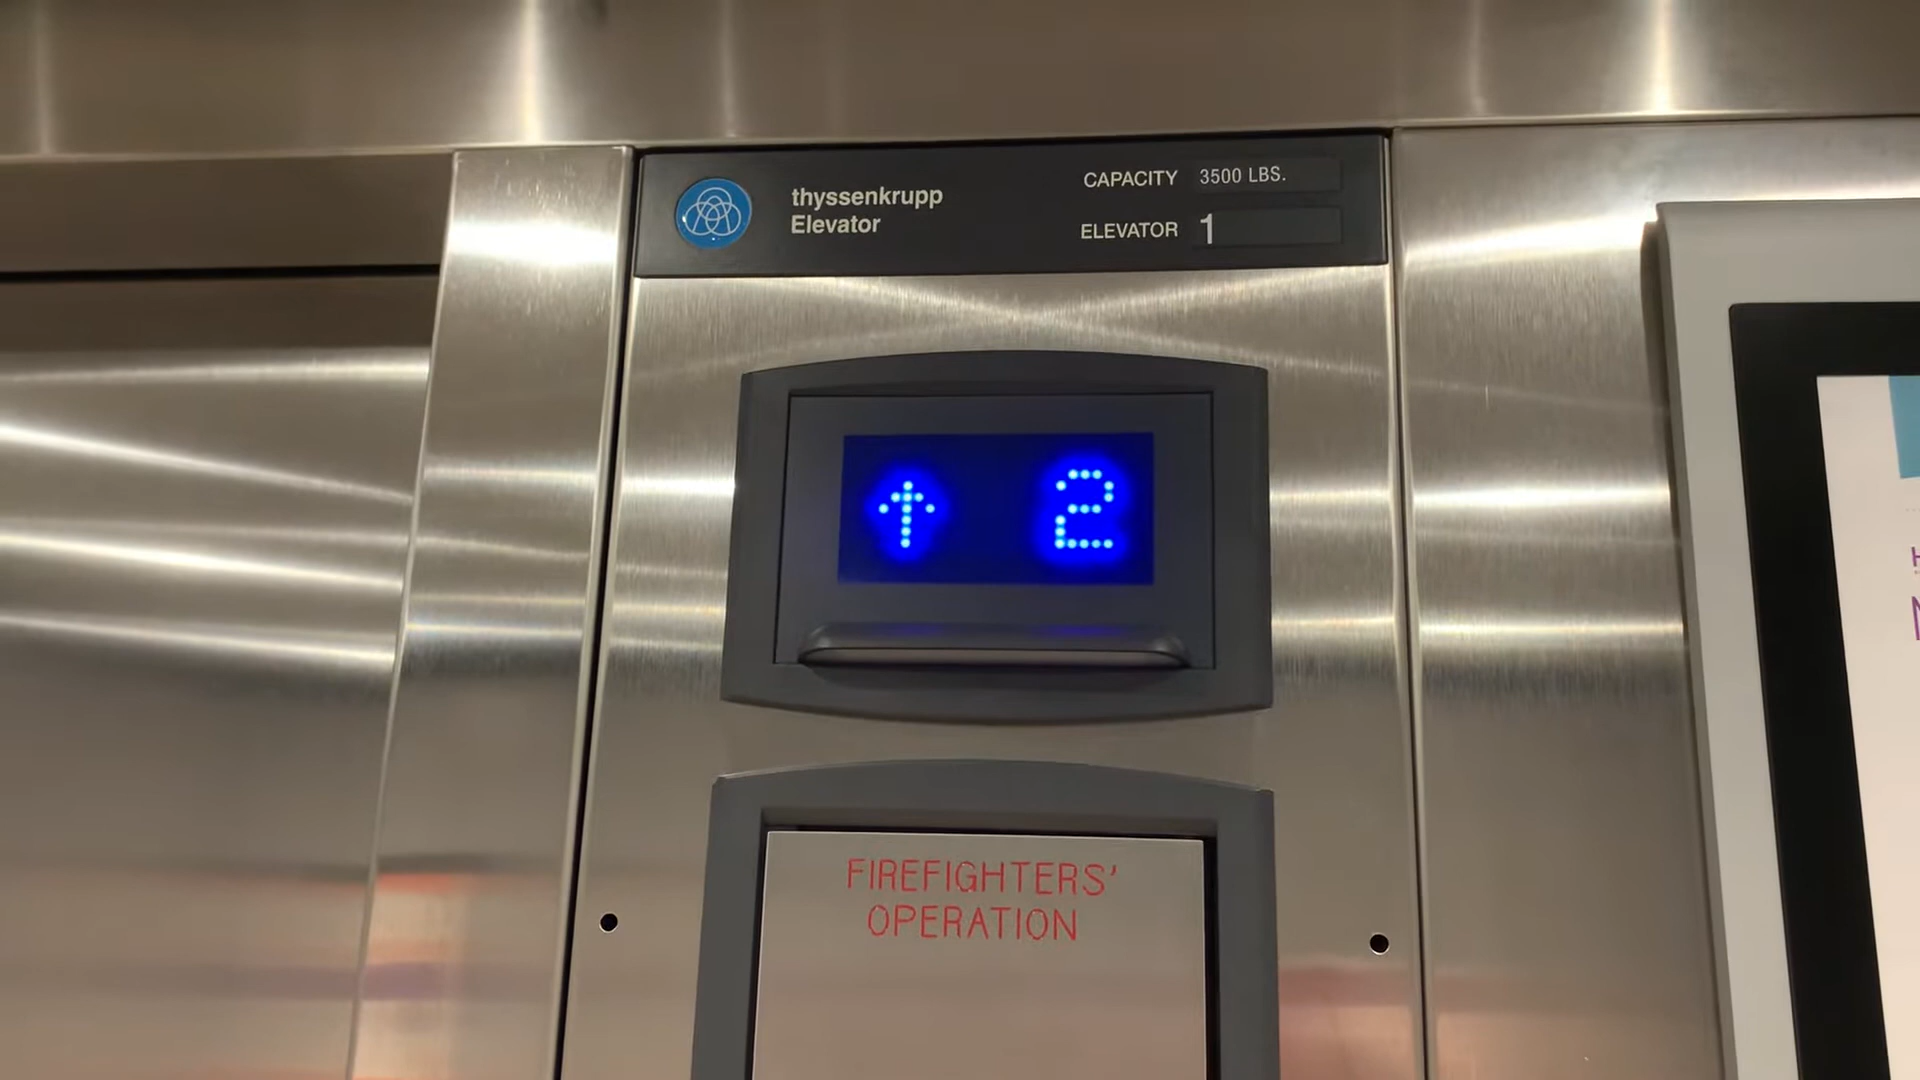 thyssenkrupp
Elevator
CAPACITY 3500 LBS.
ELEVATOR 1
↑ 2
FIREFIGHTERS'
OPERATION